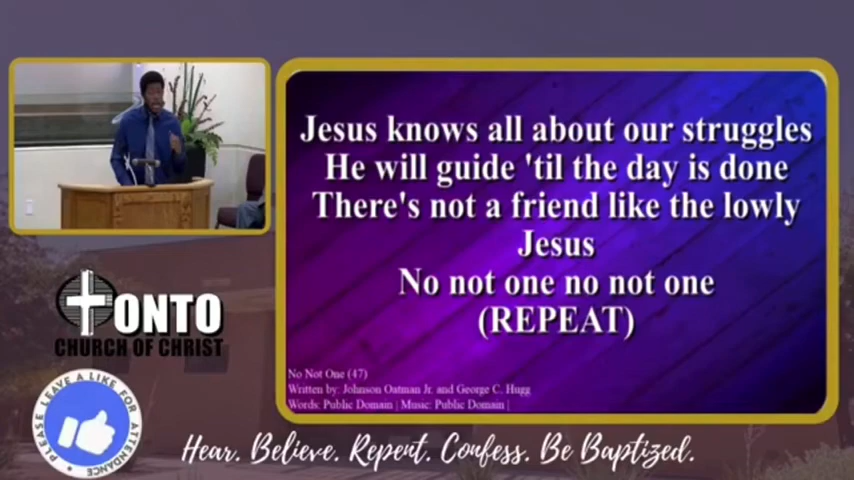 Jesus knows all about our struggles
He will guide 'til the day is done
There's not a friend like the lowly
Jesus
No not one no not one
(REPEAT)
No Not One (47)
Written by: Johnson Oatman Jr. and George C. Hugg
Words: Public Domain | Music: Public Domain |
TONTO
CHURCH OF CHRIST
PLEASE LEAVE A LIKE FOR ATTENDANCE
Hear. Believe. Repent. Confess. Be Baptized.